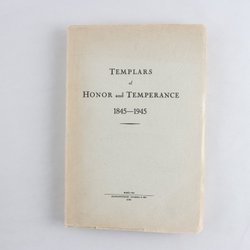 TEMPLARS
of
HONOR and TEMPERANCE
1845—1945